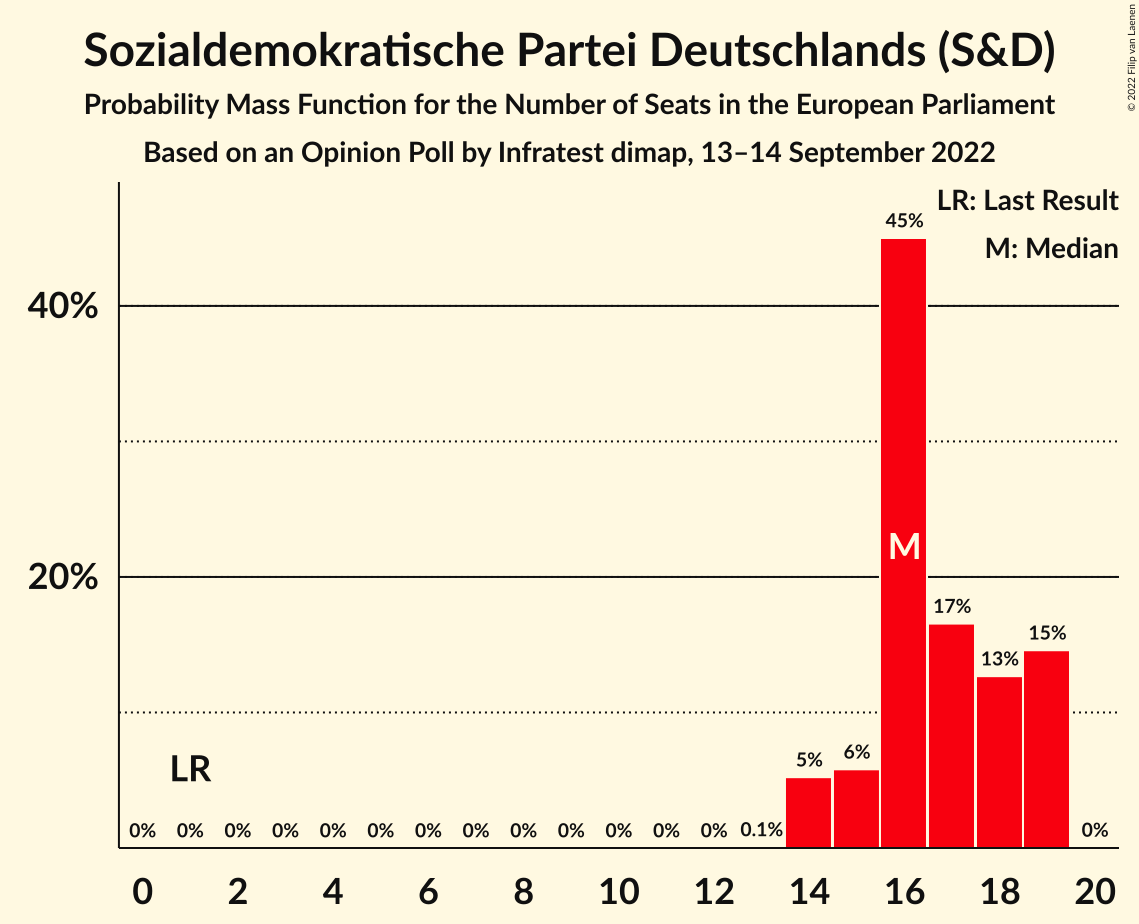 Sozialdemokratische Partei Deutschlands (S&D)
Probability Mass Function for the Number of Seats in the European Parliament
Based on an Opinion Poll by Infratest dimap, 13–14 September 2022
© 2022 Filip van Laenen
LR: Last Result
M: Median
45%
40%
M
20%
17%
15%
13%
LR
5%
6%
0% 0% 0% 0% 0% 0% 0% 0% 0% 0% 0% 0% 0% 0.1% 0%
0 2 4 6 8 10 12 14 16 18 20